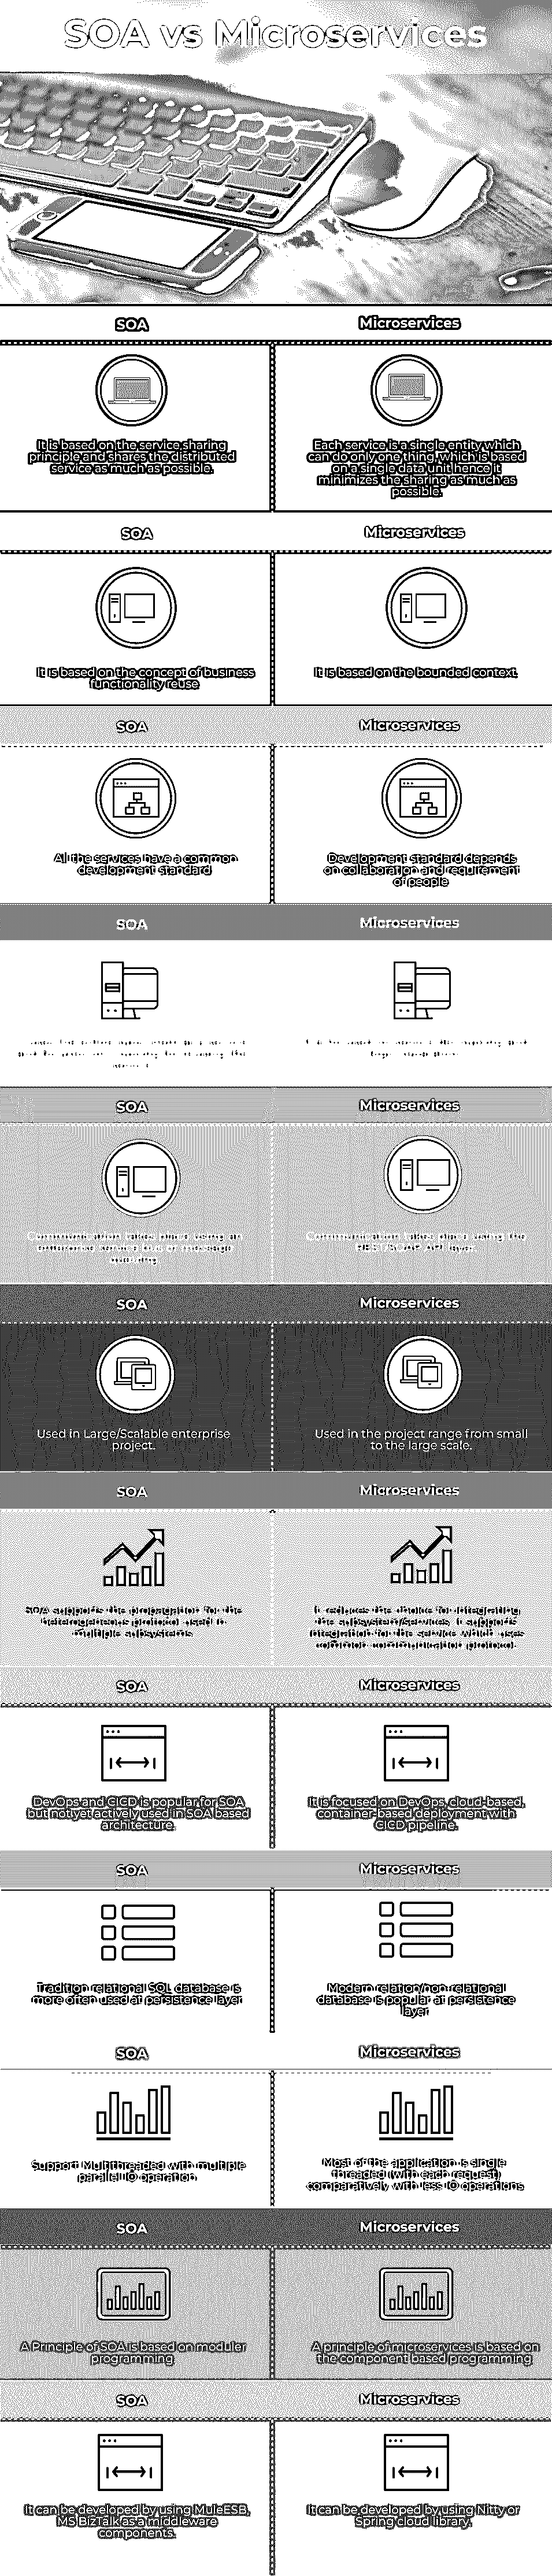 SOA vs Microservices
SOA
Microservices
It is based on the service sharing
principle and shares the distributed
service as much as possible.
Each service is a single entity which
can do only one thing, which is based
on a single data unit hence it
minimizes the sharing as much as
possible.
SOA
Microservices
It is based on the concept of business
functionality reuse
It is based on the bounded context.
SOA
Microservices
All the services have a common
development standard
Development standard depends
on collaboration and requirement
of people
SOA
Microservices
SOA
Microservices
Communication takes place using an
enterprise service bus or message
queuing
Communication takes place using the
REST/SOAP API layer.
SOA
Microservices
Used in Large/Scalable enterprise
project.
Used in the project range from small
to the large scale.
SOA
Microservices
SOA supports the propagation for the
heterogeneous protocol used in
multiple subsystems.
It reduces the choice for integrating
the subsystem/services. It supports
integration for the service which uses
common communication protocol.
SOA
Microservices
DevOps and CICD is popular for SOA
but not yet actively used in SOA based
architecture.
It is focused on DevOps, cloud-based,
container-based deployment with
CICD pipeline.
SOA
Microservices
Tradition relational SQL database is
more often used at persistence layer
Modern relation/non relational
database is popular at persistence
layer
SOA
Microservices
Support Multithreaded with multiple
parallel IO operation
Most of the application is single
threaded (with each request)
comparatively with less IO operations
SOA
Microservices
A Principle of SOA is based on moduler
programming
A principle of microservices is based on
the component based programming
SOA
Microservices
It can be developed by using MuleESB,
MS BizTalk as a middleware
components.
It can be developed by using Nitty or
Spring cloud library.